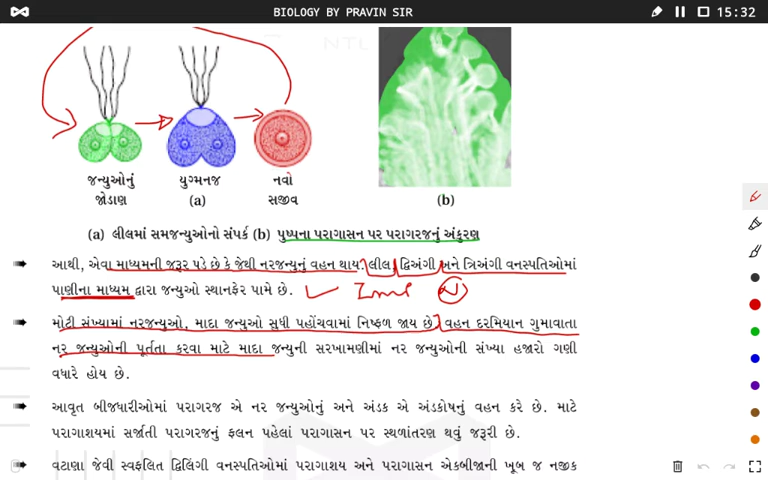 BIOLOGY BY PRAVIN SIR
15:32
જન્યુઓનું જોડાણ
યુગ્મનજ
(a)
નવો સજીવ
(b)
(a) લીલમાં સમજન્યુઓનો સંપર્ક (b) પુષ્પના પરાગાસન પર પરાગરજનું અંકુરણ
આથી, એવા માધ્યમની જરૂર પડે છે કે જેથી નરજન્યુનું વહન થાય. લીલ, દ્વિઅંગી અને ત્રિઅંગી વનસ્પતિઓમાં
પાણીના માધ્યમ દ્વારા જન્યુઓ સ્થાનફેર પામે છે.
મોટી સંખ્યામાં નરજન્યુઓ, માદા જન્યુઓ સુધી પહોંચવામાં નિષ્ફળ જાય છે. વહન દરમિયાન ગુમાવાતા
નર જન્યુઓની પૂર્તતા કરવા માટે માદા જન્યુની સરખામણીમાં નર જન્યુઓની સંખ્યા હજારો ગણી
વધારે હોય છે.
આવૃત બીજધારીઓમાં પરાગરજ એ નર જન્યુઓનું અને અંડક એ અંડકોષનું વહન કરે છે. માટે
પરાગાશયમાં સર્જાતી પરાગરજનું ફલન પહેલાં પરાગાસન પર સ્થળાંતરણ થવું જરૂરી છે.
વટાણા જેવી સ્વફલિત દ્વિલિંગી વનસ્પતિઓમાં પરાગાશય અને પરાગાસન એકબીજાની ખૂબ જ નજીક